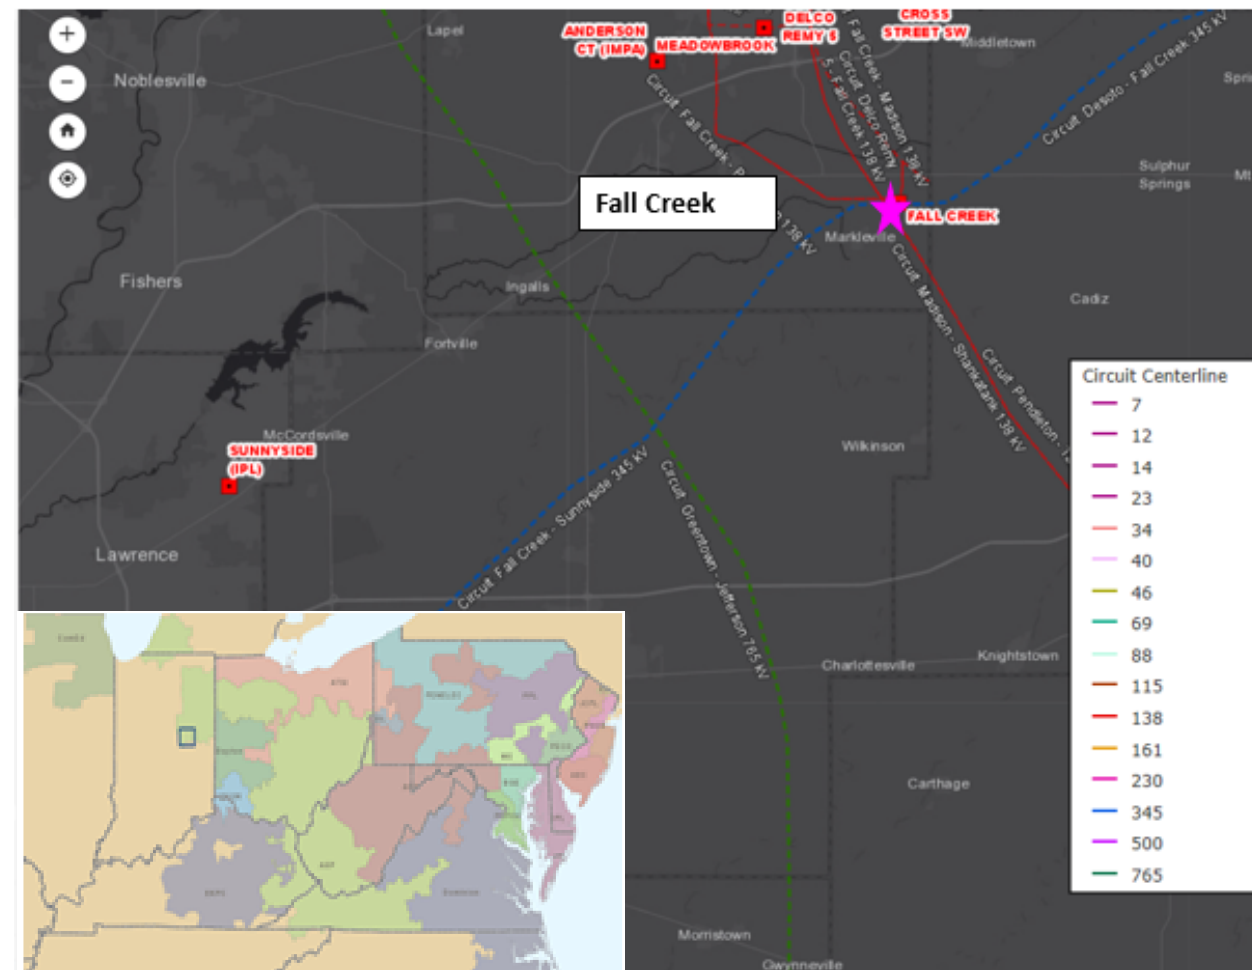 Noblesville
Lapel
ANDERSON
CT (IMPA)
MEADOWBROOK
DELCO
REMY 5
CROSS
STREET SW
Middletown
Circuit: Desoto - Fall Creek 345 kV
Circuit: Fall Creek - Madison 138 kV
Circuit: Delco Remy
5 - Fall Creek 138 kV
Circuit: Fall Creek - P
138 kV
Sulphur
Springs
Fall Creek
FALL CREEK
Markleville
Fishers
Ingalls
Cadiz
Fortville
Circuit: Madison - Shankatank 138 kV
Circuit: Pendleton -
McCordsville
SUNNYSIDE
(IPL)
Wilkinson
Lawrence
Circuit: Fall Creek - Sunnyside 345 kV
Circuit: Greentown - Jefferson 765 kV
Charlottesville
Knightstown
Carthage
Morristown
Gwynneville
Circuit Centerline
7
12
14
23
34
40
46
69
88
115
138
161
230
345
500
765